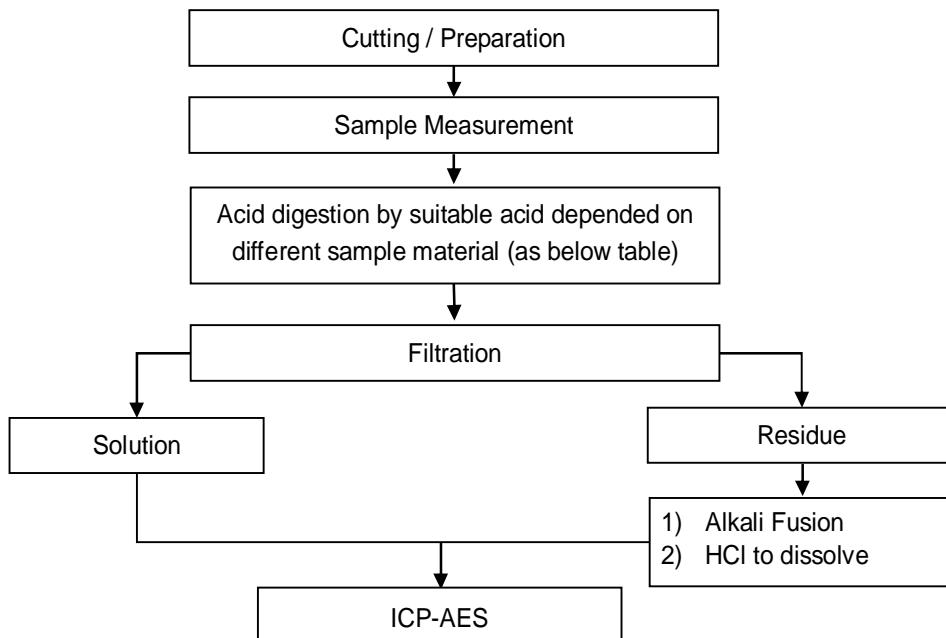 Cutting / Preparation
Sample Measurement
Acid digestion by suitable acid depended on
different sample material (as below table)
Filtration
Solution
Residue
1) Alkali Fusion
2) HCl to dissolve
ICP-AES